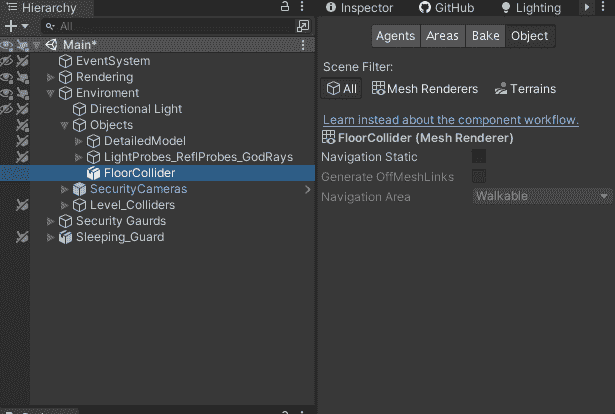 Hierarchy
All
Main*
EventSystem
Rendering
Enviroment
Directional Light
Objects
DetailedModel
LightProbes_ReflProbes_GodRays
FloorCollider
SecurityCameras
Level_Colliders
Security Gaurds
Sleeping_Guard
Inspector GitHub Lighting
Agents Areas Bake Object
Scene Filter:
All Mesh Renderers Terrains
Learn instead about the component workflow.
FloorCollider (Mesh Renderer)
Navigation Static
Generate OffMeshLinks
Navigation Area Walkable